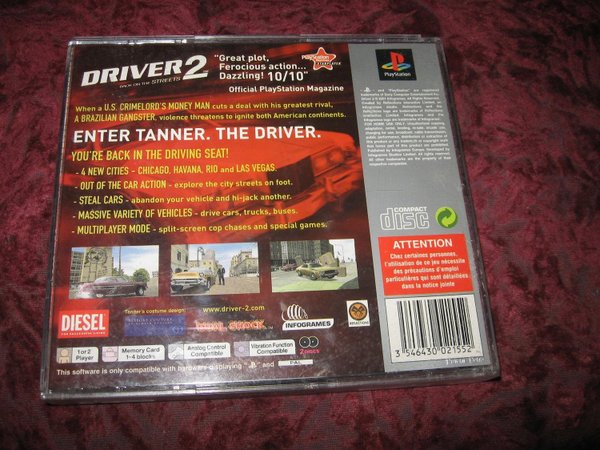 DRIVER 2
BACK ON THE STREETS
"Great plot,
Ferocious action...
Dazzling! 10/10"
Official PlayStation Magazine
PlayStation
When a U.S. CRIMELORD'S MONEY MAN cuts a deal with his greatest rival,
A BRAZILIAN GANGSTER, violence threatens to ignite both American continents.
ENTER TANNER. THE DRIVER.
YOU'RE BACK IN THE DRIVING SEAT!
- 4 NEW CITIES - CHICAGO, HAVANA, RIO and LAS VEGAS.
- OUT OF THE CAR ACTION - explore the city streets on foot.
- STEAL CARS - abandon your vehicle and hi-jack another.
- MASSIVE VARIETY OF VEHICLES - drive cars, trucks, buses.
- MULTIPLAYER MODE - split-screen cop chases and special games.
COMPACT
disc
ATTENTION
Chez certaines personnes,
l'utilisation de ce jeu nécessite
des précautions d'emploi
particulières qui sont détaillées
dans la notice jointe
Tanner's costume design:
www.driver-2.com
DIESEL
DUAL SHOCK
INFOGRAMES
REFLECTIONS
1 or 2
Player
Memory Card
1-4 blocks
Analog Control
Compatible
Vibration Function
Compatible
2 Discs
This software is only compatible with hardware displaying
and
PAL
3 546430 021552